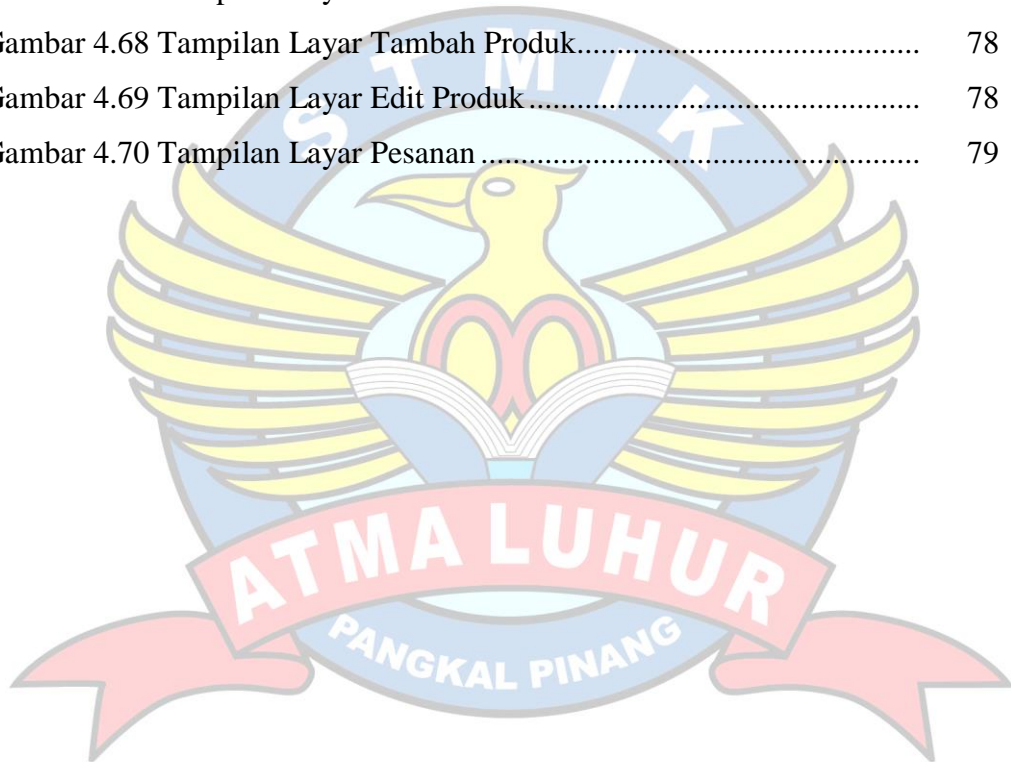 Gambar 4.68 Tampilan Layar Tambah Produk........................................... 78
Gambar 4.69 Tampilan Layar Edit Produk................................................. 78
Gambar 4.70 Tampilan Layar Pesanan....................................................... 79
STMIK
ATMA LUHUR
PANGKAL PINANG